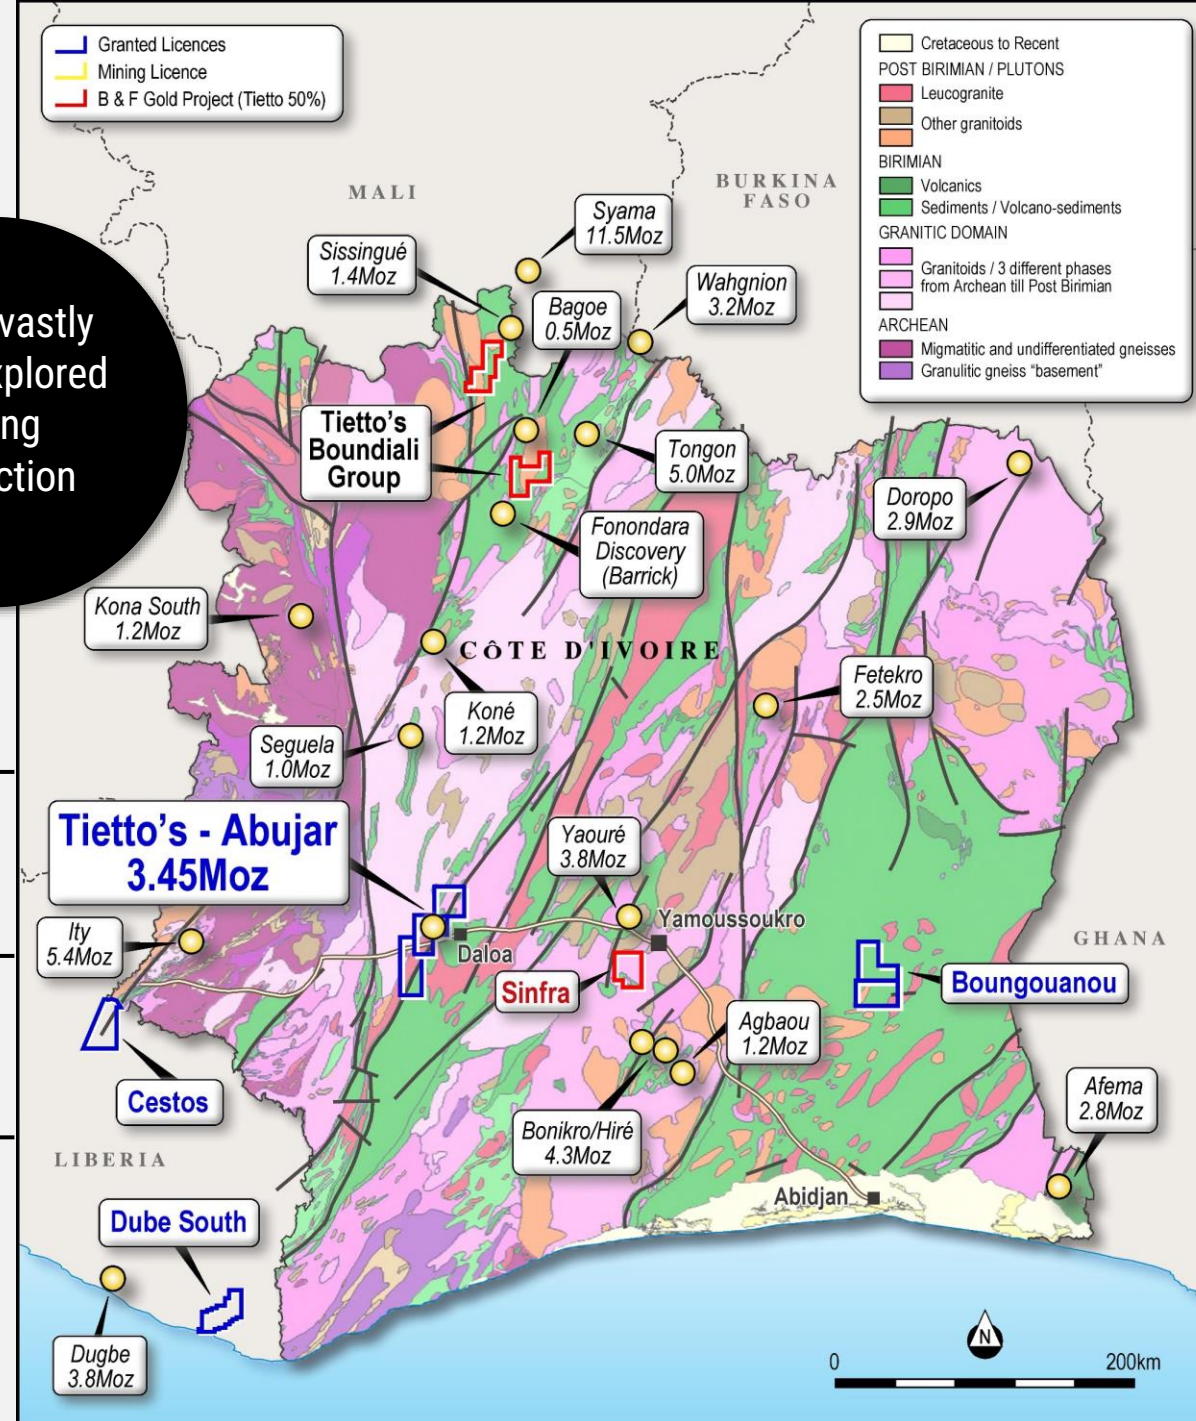 Granted Licences
Mining Licence
B & F Gold Project (Tietto 50%)
Cretaceous to Recent
POST BIRIMIAN / PLUTONS
Leucogranite
Other granitoids
BIRIMIAN
Volcanics
Sediments / Volcano-sediments
GRANITIC DOMAIN
Granitoids / 3 different phases
from Archean till Post Birimian
ARCHEAN
Migmatitic and undifferentiated gneisses
Granulitic gneiss “basement”
MALI
BURKINA
FASO
Syama
11.5Moz
Sissingué
1.4Moz
Wahgnion
3.2Moz
Bagoe
0.5Moz
vastly
xplored
ng
ction
Tietto’s
Boundiali
Group
Tongon
5.0Moz
Doropo
2.9Moz
Fonondara
Discovery
(Barrick)
Kona South
1.2Moz
CÔTE D'IVOIRE
Fetekro
2.5Moz
Koné
1.2Moz
Seguela
1.0Moz
Tietto’s - Abujar
3.45Moz
Yaouré
3.8Moz
Yamoussoukro
Ity
5.4Moz
Daloa
GHANA
Sinfra
Boungouanou
Agbaou
1.2Moz
Cestos
Afema
2.8Moz
Bonikro/Hiré
4.3Moz
LIBERIA
Abidjan
Dube South
Dugbe
3.8Moz
N
0 200km